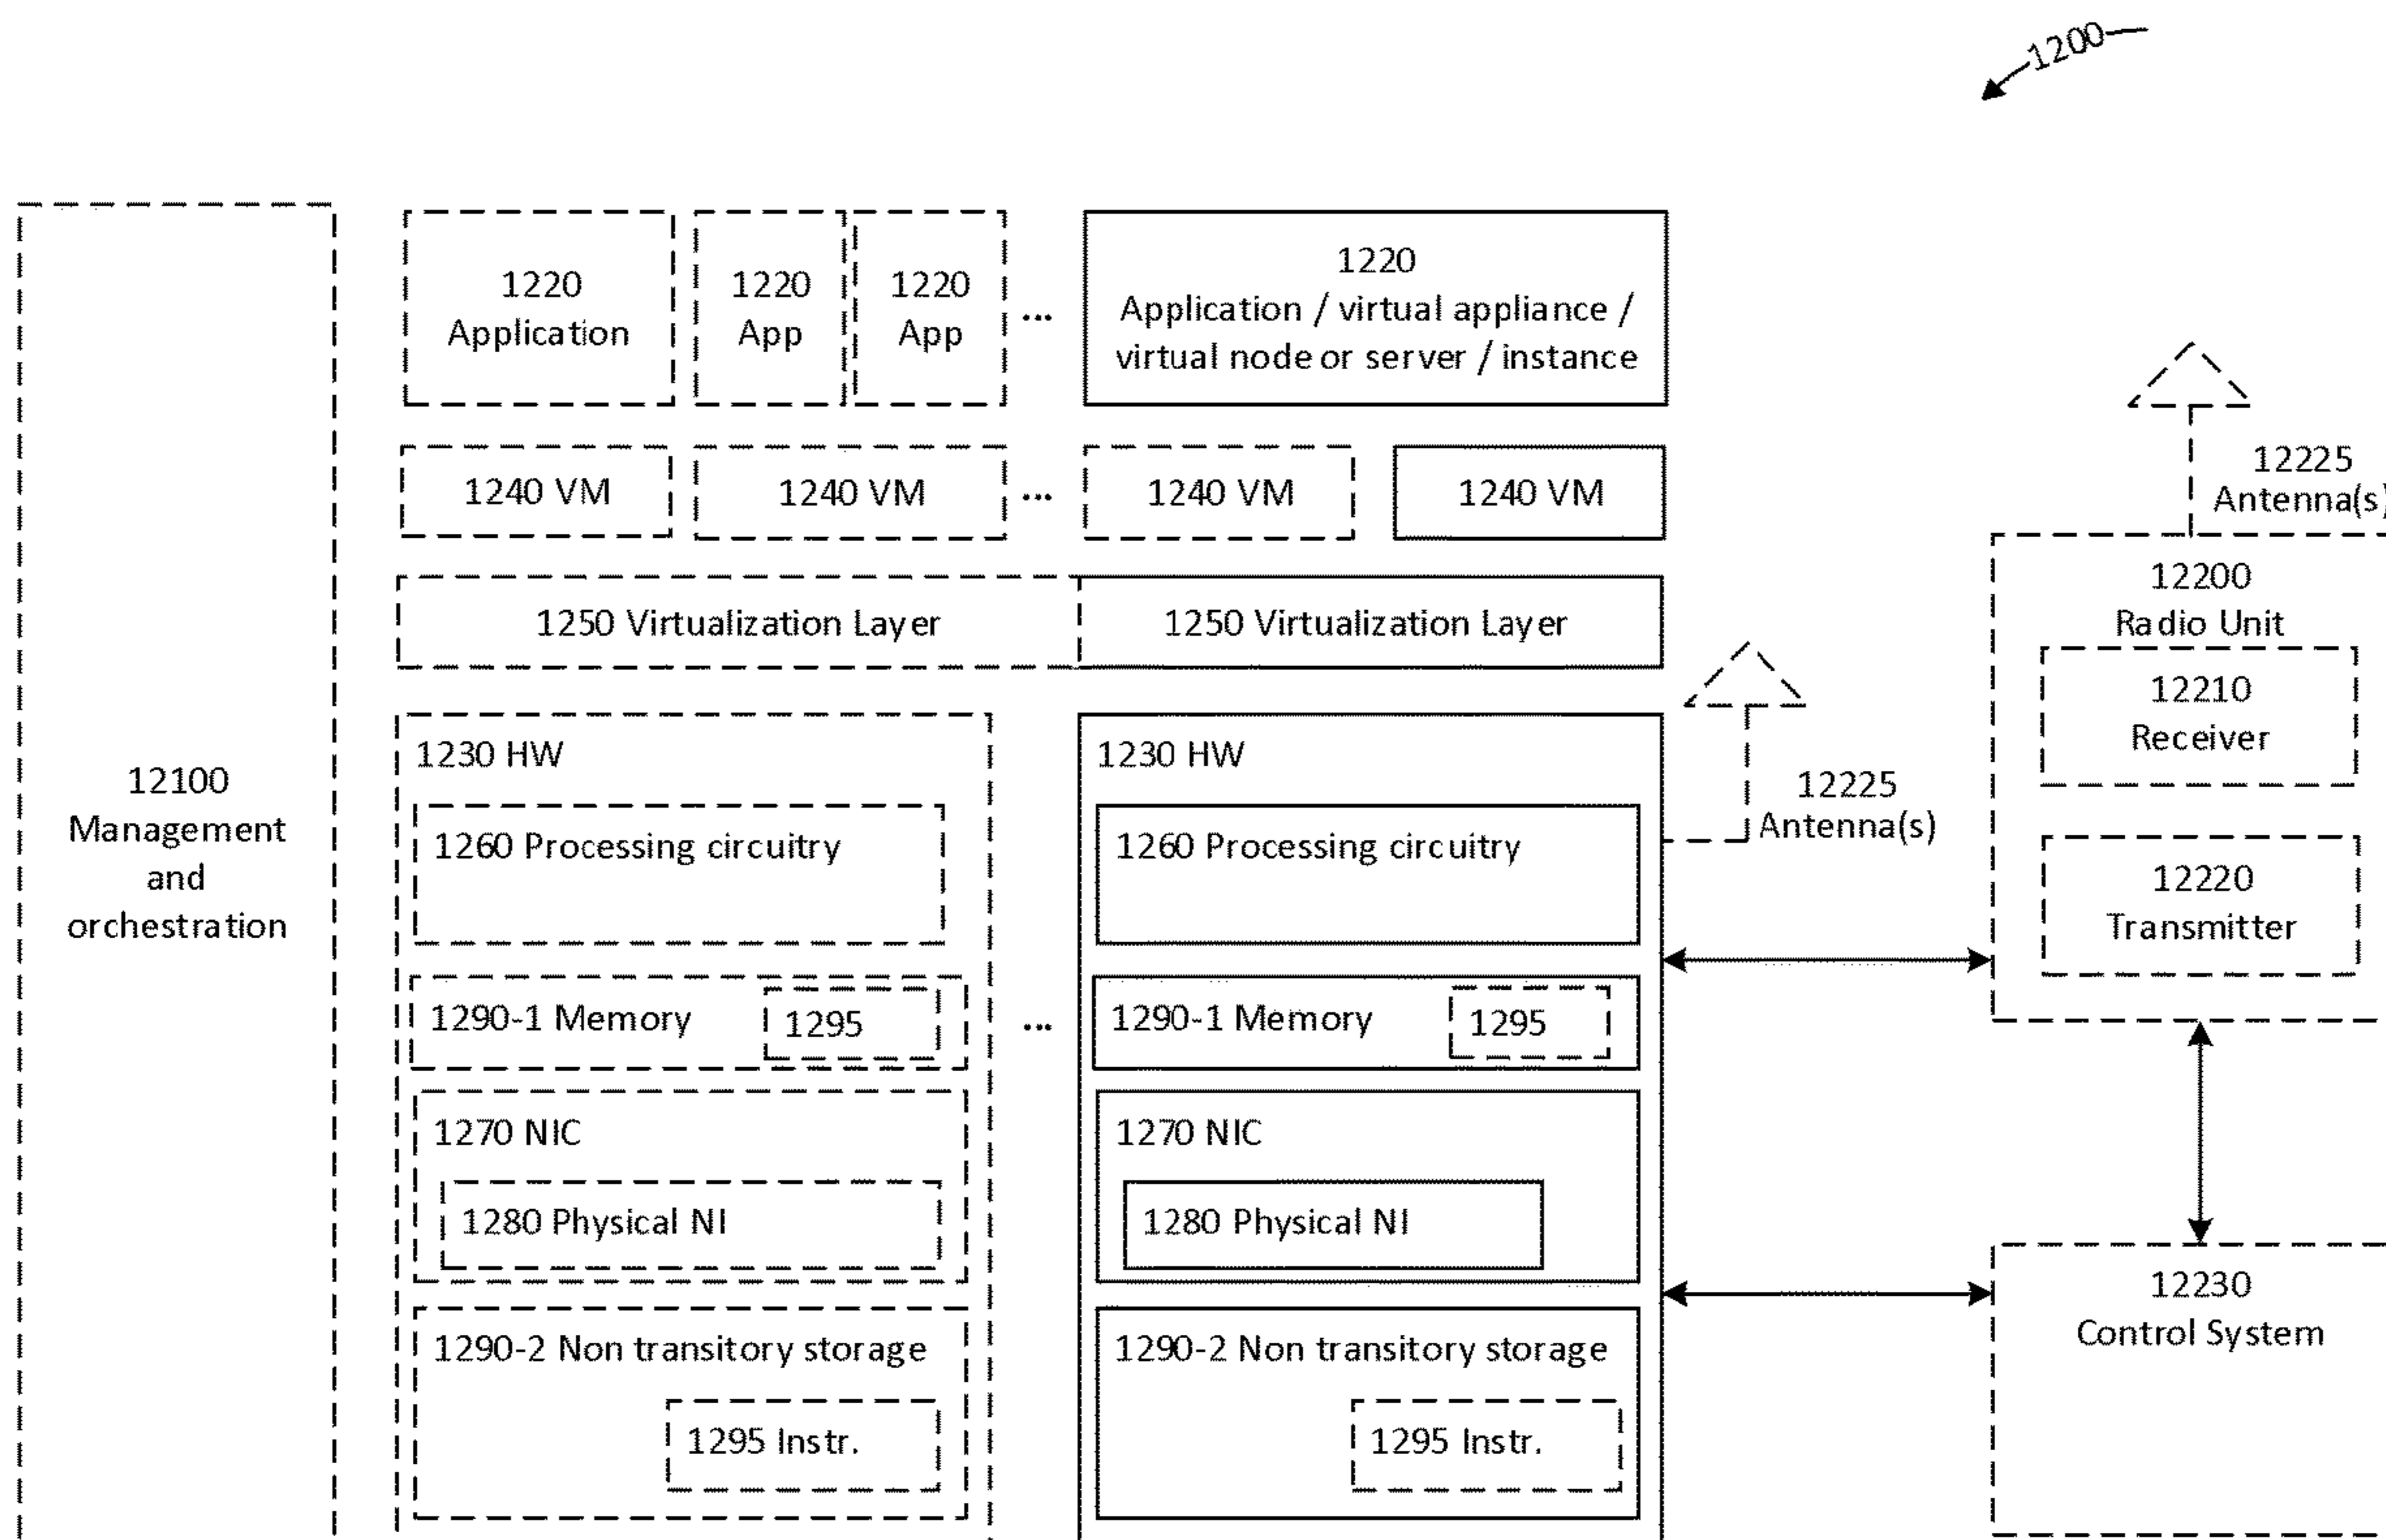 1200
12100
Management
and
orchestration
1220
Application
1220
App
1220
App
...
1220
Application / virtual appliance /
virtual node or server / instance
1240 VM
1240 VM
...
1240 VM
1240 VM
1250 Virtualization Layer
1250 Virtualization Layer
1230 HW
1260 Processing circuitry
1290-1 Memory
1295
1270 NIC
1280 Physical NI
1290-2 Non transitory storage
1295 Instr.
...
1230 HW
1260 Processing circuitry
1290-1 Memory
1295
1270 NIC
1280 Physical NI
1290-2 Non transitory storage
1295 Instr.
12225
Antenna(s)
12225
Antenna(s)
12200
Radio Unit
12210
Receiver
12220
Transmitter
12230
Control System